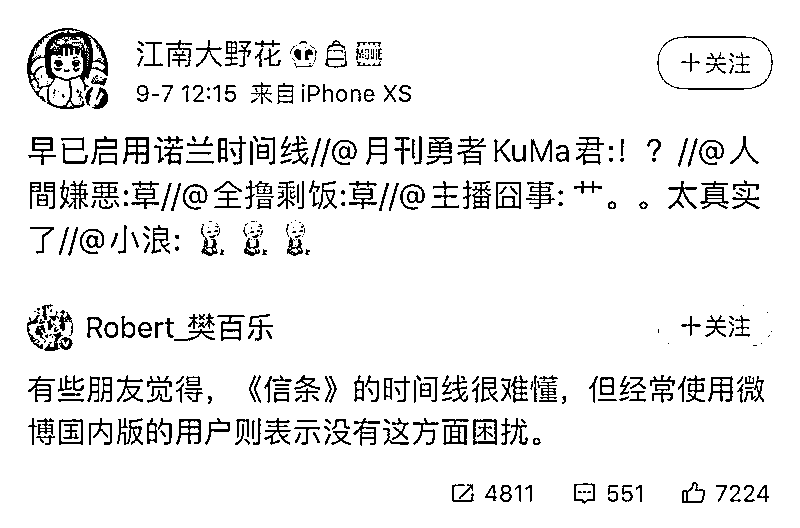 江南大野花
9-7 12:15 来自iPhone XS
+关注
早已启用诺兰时间线//@月刊勇者KuMa君:!？//@人
間嫌悪:草//@全撸剩饭:草//@主播囧事: 艹。。太真实
了//@小浪:
Robert_樊百乐
+关注
有些朋友觉得，《信条》的时间线很难懂，但经常使用微
博国内版的用户则表示没有这方面困扰。
4811 551 7224